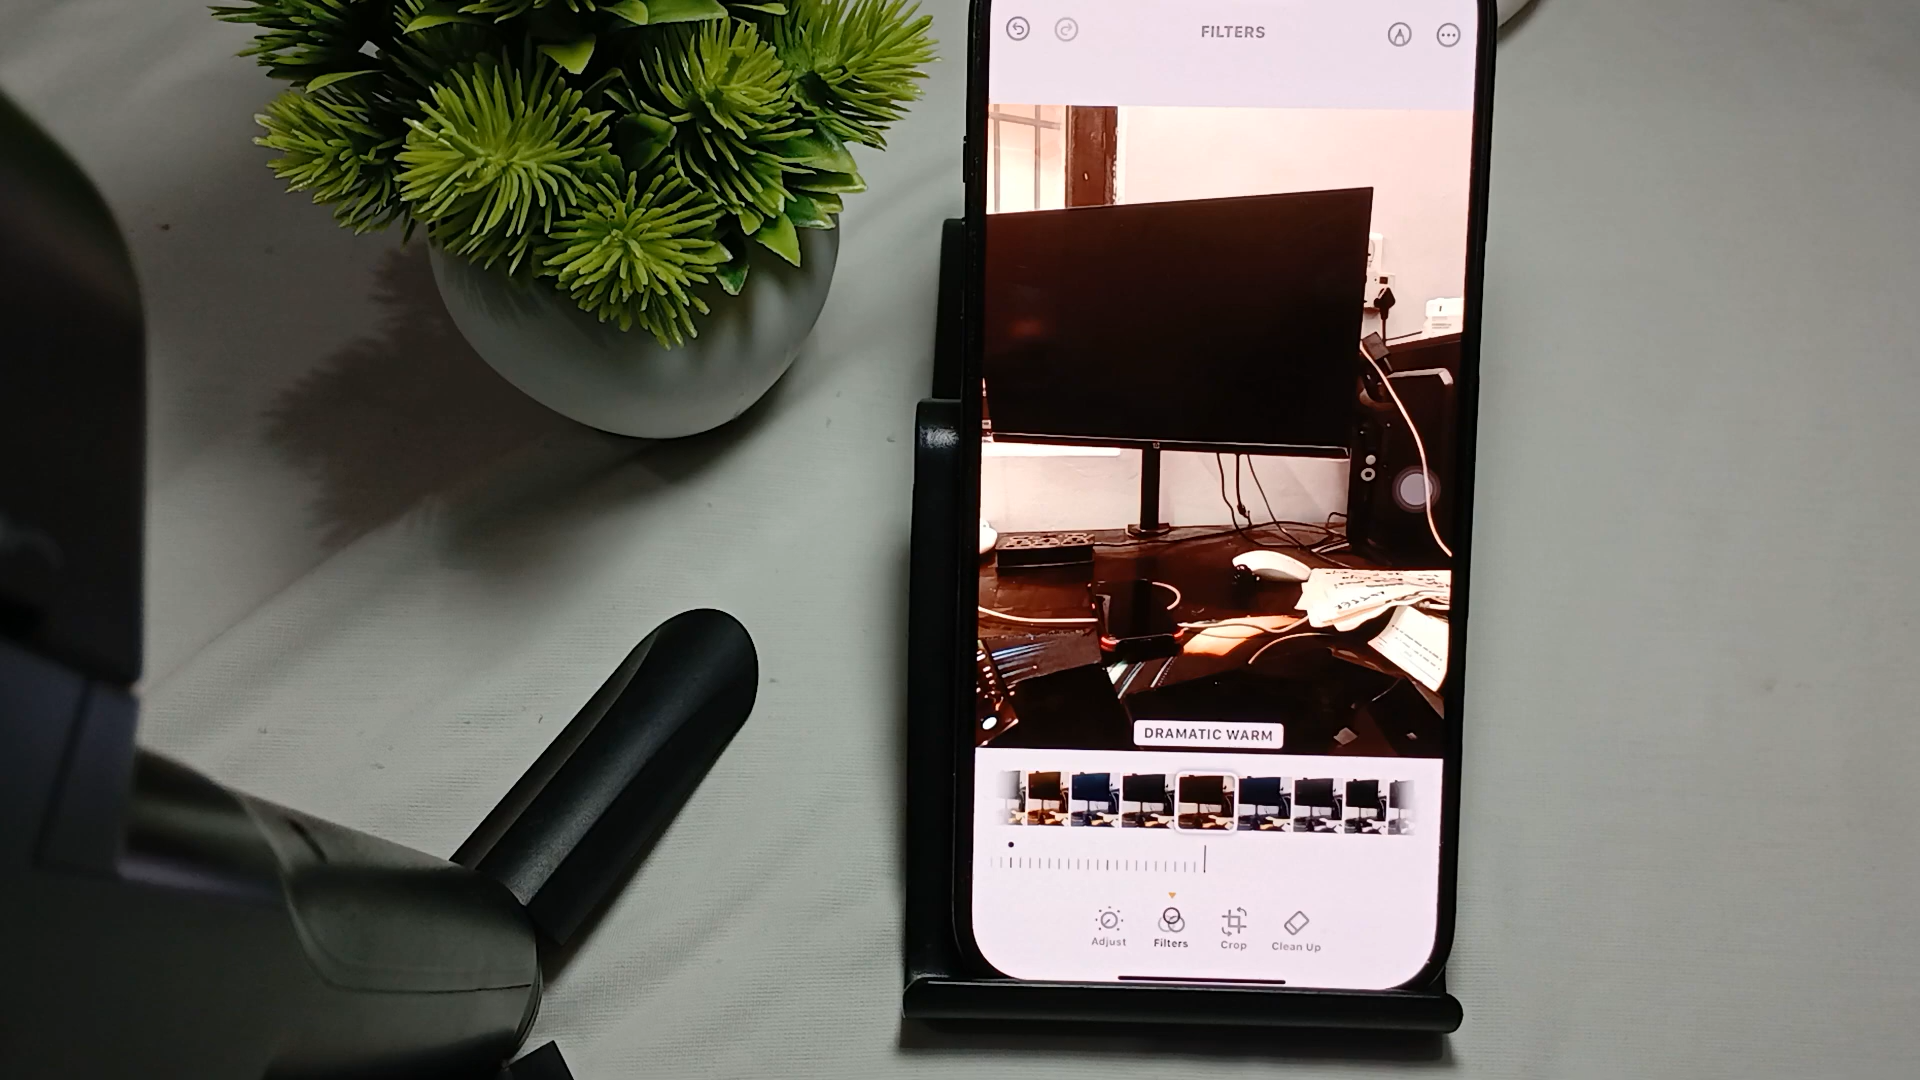 FILTERS
DRAMATIC WARM
Adjust
Filters
Crop
Clean Up